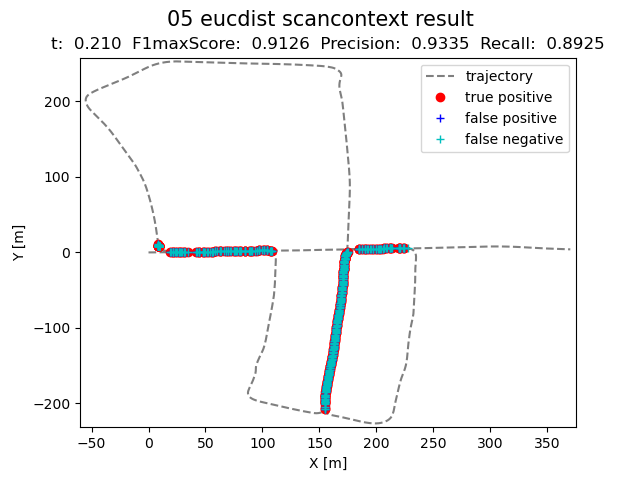 05 eucdist scancontext result
t: 0.210 F1maxScore: 0.9126 Precision: 0.9335 Recall: 0.8925
trajectory
true positive
false positive
false negative
Y [m]
200
100
0
−100
−200
−50 0 50 100 150 200 250 300 350
X [m]